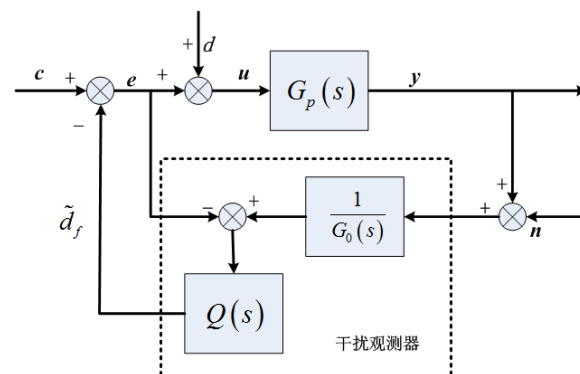 + d
c + e + u G_p(s) y
−
+
− + 1/G_0(s) + n
d̃_f
Q(s)
干扰观测器